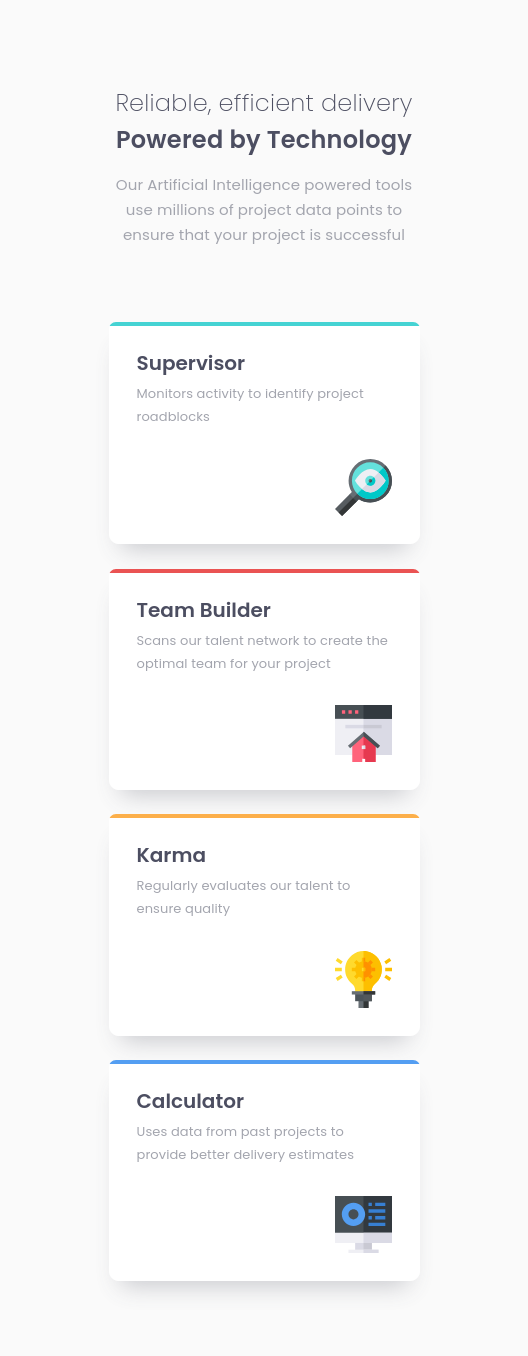 Reliable, efficient delivery
Powered by Technology
Our Artificial Intelligence powered tools
use millions of project data points to
ensure that your project is successful
Supervisor
Monitors activity to identify project
roadblocks
Team Builder
Scans our talent network to create the
optimal team for your project
Karma
Regularly evaluates our talent to
ensure quality
Calculator
Uses data from past projects to
provide better delivery estimates